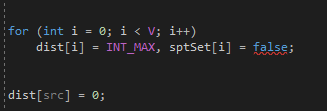 for (int i = 0; i < V; i++)
dist[i] = INT_MAX, sptSet[i] = false;
dist[src] = 0;